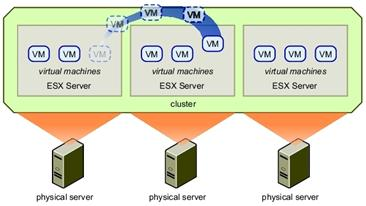 VM VM VM
VM VM VM VM VM VM VM VM VM
virtual machines virtual machines virtual machines
ESX Server ESX Server ESX Server
cluster
physical server physical server physical server